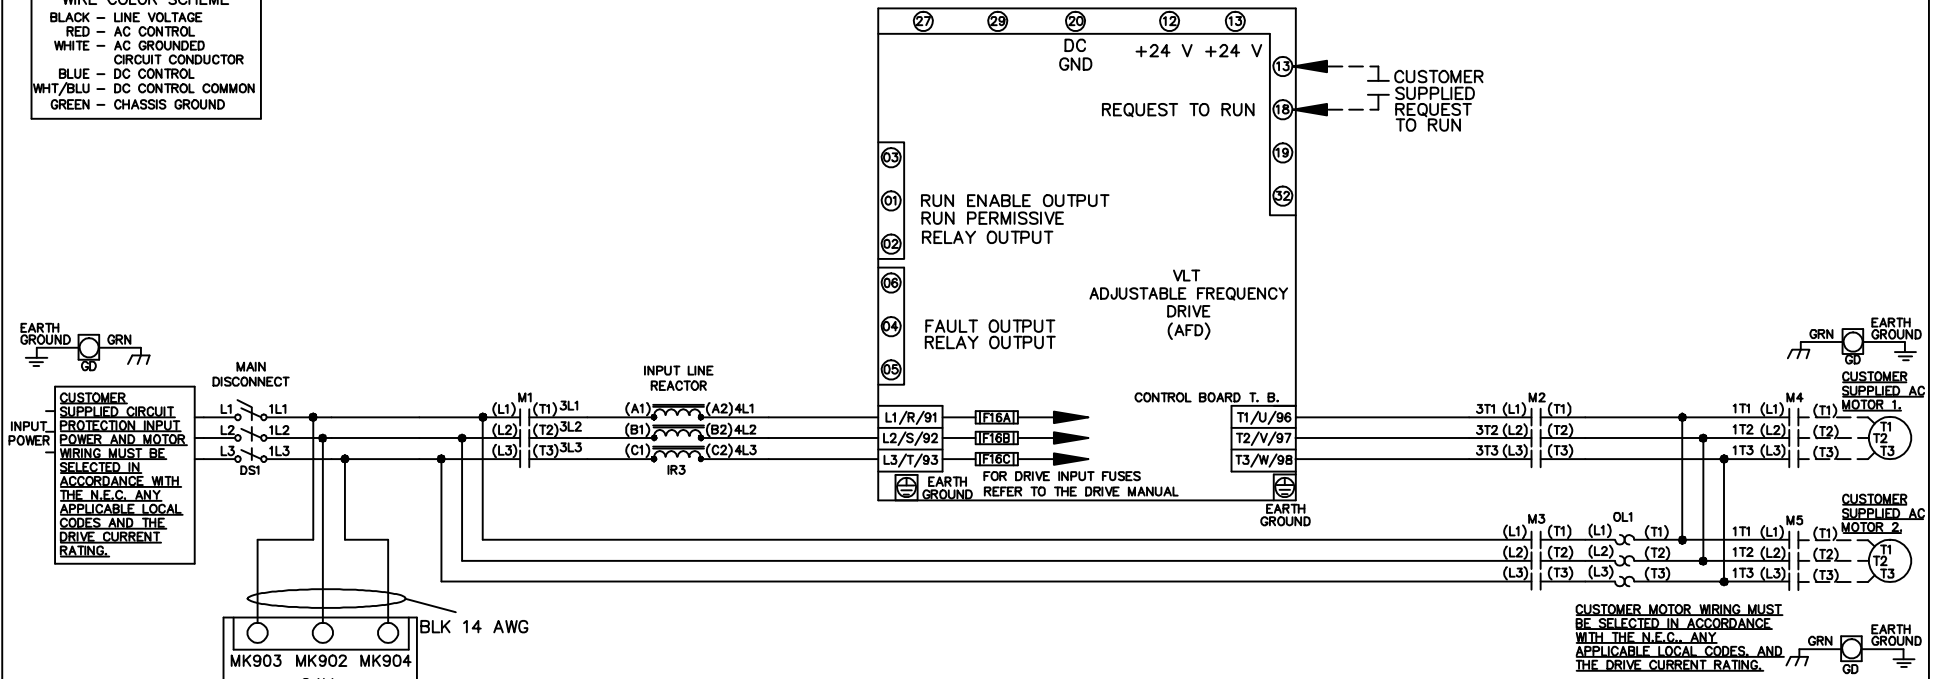 WIRE COLOR SCHEME
BLACK – LINE VOLTAGE
RED – AC CONTROL
WHITE – AC GROUNDED
CIRCUIT CONDUCTOR
BLUE – DC CONTROL
WHT/BLU – DC CONTROL COMMON
GREEN – CHASSIS GROUND
27 29 20 12 13
DC
GND
+24 V +24 V
13
REQUEST TO RUN 18
19
32
CUSTOMER
SUPPLIED
REQUEST
TO RUN
03
01
02
RUN ENABLE OUTPUT
RUN PERMISSIVE
RELAY OUTPUT
06
04
05
FAULT OUTPUT
RELAY OUTPUT
VLT
ADJUSTABLE FREQUENCY
DRIVE
(AFD)
EARTH
GROUND
GRN
GD
INPUT
POWER
CUSTOMER
SUPPLIED CIRCUIT
PROTECTION INPUT
POWER AND MOTOR
WIRING MUST BE
SELECTED IN
ACCORDANCE WITH
THE N.E.C. ANY
APPLICABLE LOCAL
CODES AND THE
DRIVE CURRENT
RATING.
MAIN
DISCONNECT
L1 1L1
L2 1L2
L3 1L3
DS1
M1
(L1) (T1) 3L1
(L2) (T2) 3L2
(L3) (T3) 3L3
INPUT LINE
REACTOR
(A1) (A2) 4L1
(B1) (B2) 4L2
(C1) (C2) 4L3
IR3
L1/R/91 F16A
L2/S/92 F16B
L3/T/93 F16C
EARTH
GROUND
FOR DRIVE INPUT FUSES
REFER TO THE DRIVE MANUAL
CONTROL BOARD T. B.
T1/U/96
T2/V/97
T3/W/98
EARTH
GROUND
M2
3T1 (L1) (T1)
3T2 (L2) (T2)
3T3 (L3) (T3)
M4
1T1 (L1) (T1)
1T2 (L2) (T2)
1T3 (L3) (T3)
GRN
GD
EARTH
GROUND
CUSTOMER
SUPPLIED AC
MOTOR 1.
T1
T2
T3
M3 OL1
(L1) (T1) (L1) (T1)
(L2) (T2) (L2) (T2)
(L3) (T3) (L3) (T3)
M5
1T1 (L1) (T1)
1T2 (L2) (T2)
1T3 (L3) (T3)
CUSTOMER
SUPPLIED AC
MOTOR 2.
T1
T2
T3
BLK 14 AWG
MK903 MK902 MK904
CUSTOMER MOTOR WIRING MUST
BE SELECTED IN ACCORDANCE
WITH THE N.E.C., ANY
APPLICABLE LOCAL CODES, AND
THE DRIVE CURRENT RATING.
GRN
GD
EARTH
GROUND